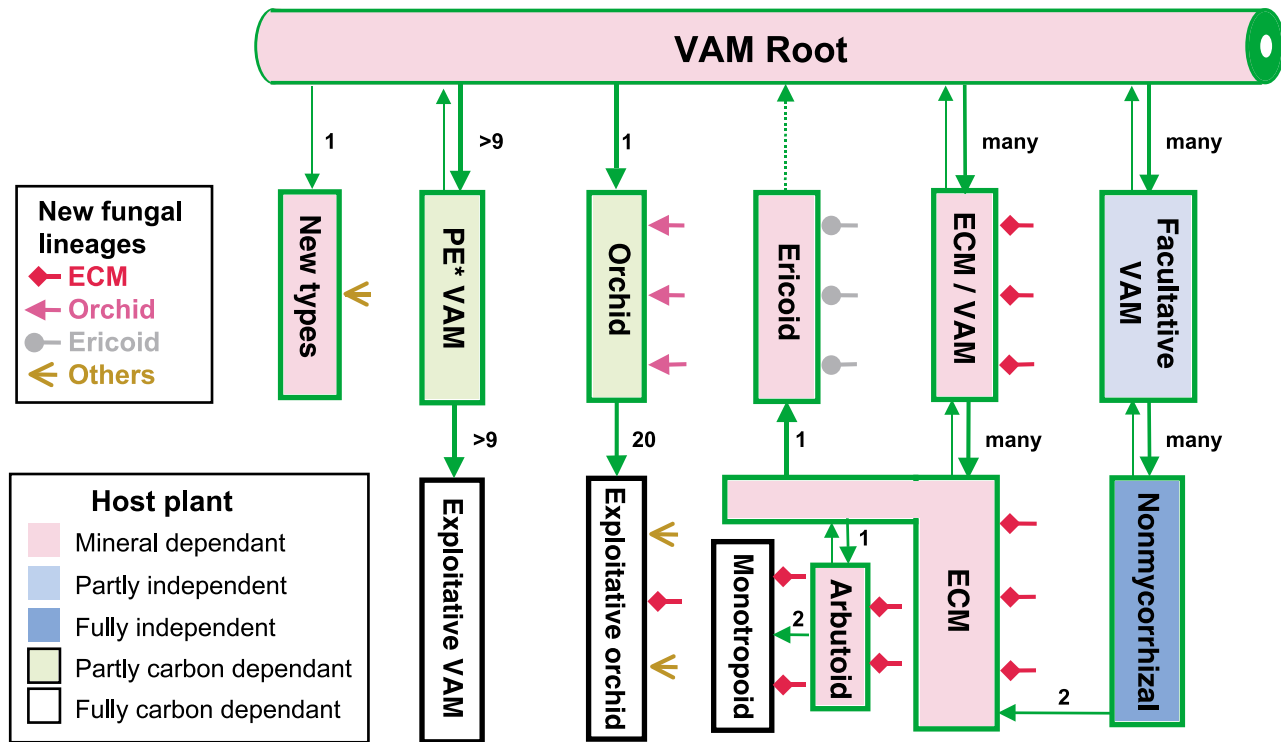 VAM Root
1
>9
1
many
many
New fungal
lineages
ECM
Orchid
Ericoid
Others
New types
PE* VAM
Orchid
Ericoid
ECM / VAM
Facultative
VAM
>9
20
1
many
many
Host plant
Mineral dependant
Partly independent
Fully independent
Partly carbon dependant
Fully carbon dependant
Exploitative VAM
Exploitative orchid
Monotropoid
2
Arbutoid
1
ECM
2
Nonmycorrhizal